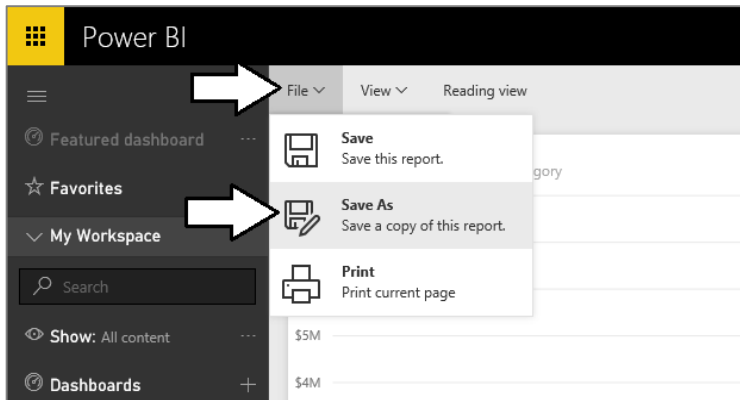 Power BI
File View Reading view
Featured dashboard ...
Favorites
My Workspace
Search
Show: All content ...
Dashboards +
Save
Save this report.
Save As
Save a copy of this report.
Print
Print current page
gory
$5M
$4M